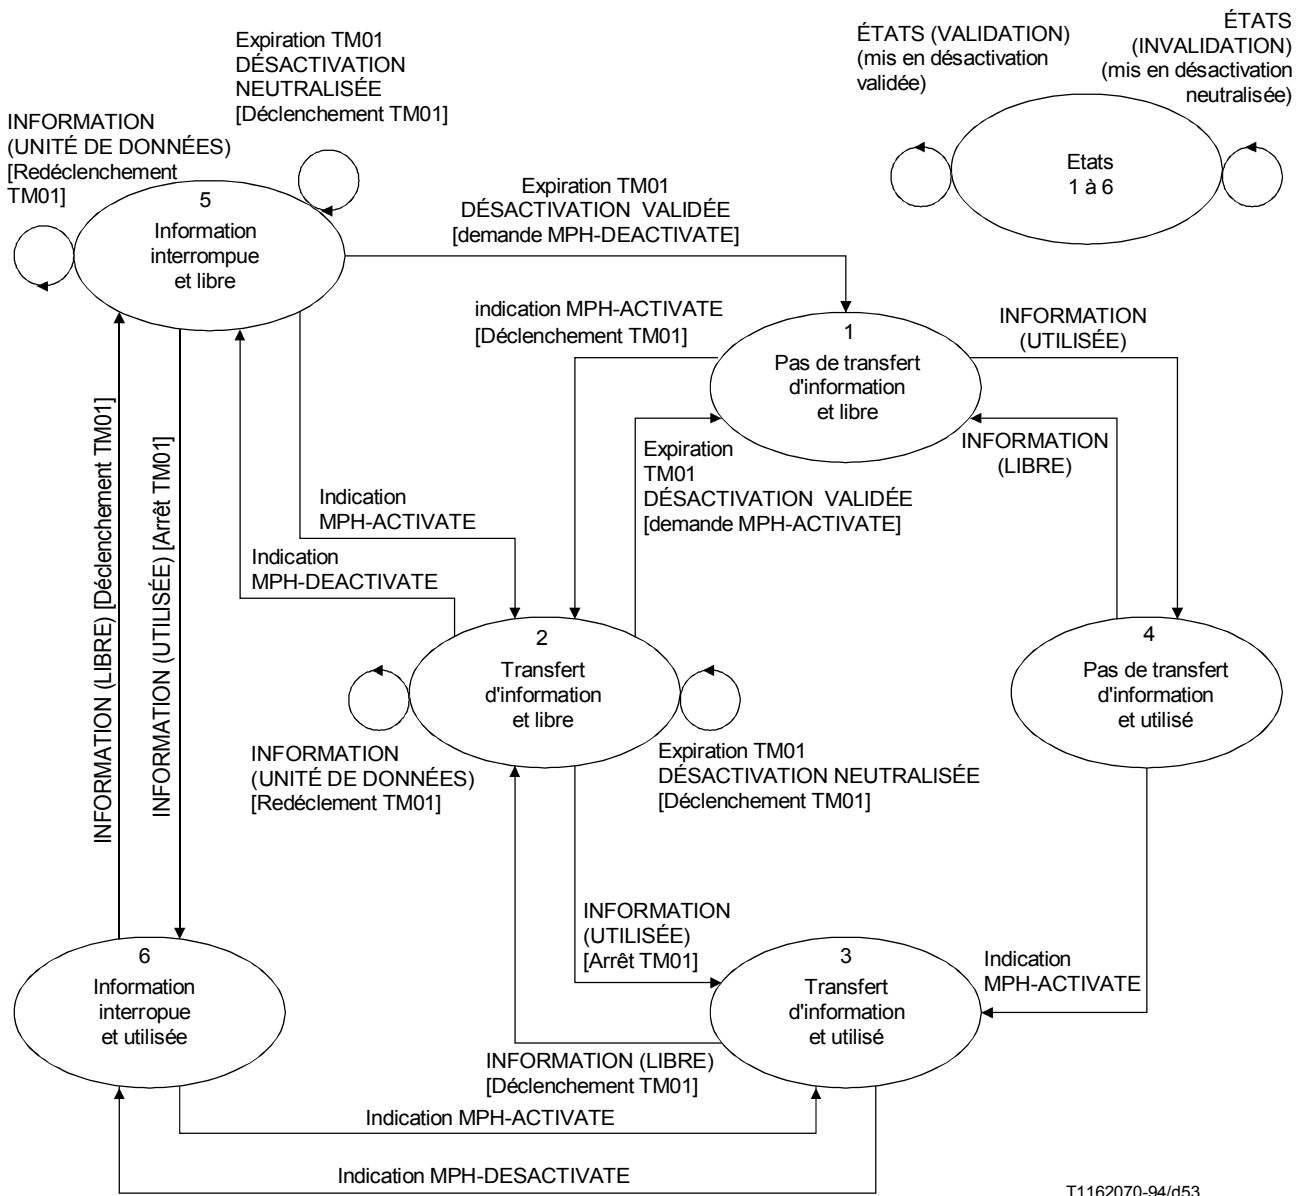 Expiration TM01
DÉSACTIVATION
NEUTRALISÉE
[Déclenchement TM01]
ÉTATS (VALIDATION)
(mis en désactivation
validée)
ÉTATS
(INVALIDATION)
(mis en désactivation
neutralisée)
Etats
1 à 6
INFORMATION
(UNITÉ DE DONNÉES)
[Redéclenchement
TM01]
5
Information
interrompue
et libre
Expiration TM01
DÉSACTIVATION VALIDÉE
[demande MPH-DEACTIVATE]
indication MPH-ACTIVATE
[Déclenchement TM01]
1
Pas de transfert
d'information
et libre
INFORMATION
(UTILISÉE)
INFORMATION
(LIBRE)
Expiration
TM01
DÉSACTIVATION VALIDÉE
[demande MPH-ACTIVATE]
Indication
MPH-ACTIVATE
Indication
MPH-DEACTIVATE
INFORMATION (LIBRE) [Déclenchement TM01]
INFORMATION (UTILISÉE) [Arrêt TM01]
2
Transfert
d'information
et libre
4
Pas de transfert
d'information
et utilisé
INFORMATION
(UNITÉ DE DONNÉES)
[Redéclement TM01]
Expiration TM01
DÉSACTIVATION NEUTRALISÉE
[Déclenchement TM01]
INFORMATION
(UTILISÉE)
[Arrêt TM01]
6
Information
interropue
et utilisée
3
Transfert
d'information
et utilisé
Indication
MPH-ACTIVATE
INFORMATION (LIBRE)
[Déclenchement TM01]
Indication MPH-ACTIVATE
Indication MPH-DESACTIVATE
T1162070-94/d53